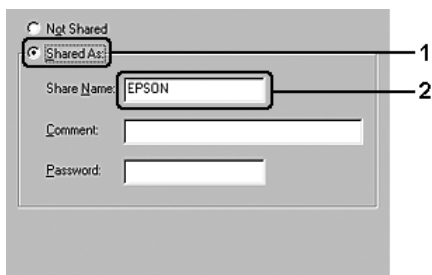 Not Shared
Shared As: 1
Share Name: EPSON 2
Comment:
Password: